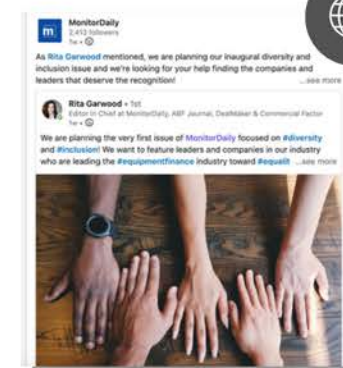 m.
MonitorDaily
2,413 followers
1w •
As Rita Garwood mentioned, we are planning our inaugural diversity and
inclusion issue and we're looking for your help finding the companies and
leaders that deserve the recognition!
...see more
Rita Garwood • 1st
Editor in Chief at MonitorDaily, ABF Journal, DealMaker & Commercial Factor
1w •
We are planning the very first issue of MonitorDaily focused on #diversity
and #inclusion! We want to feature leaders and companies in our industry
who are leading the #equipmentfinance industry toward #equalit ...see more